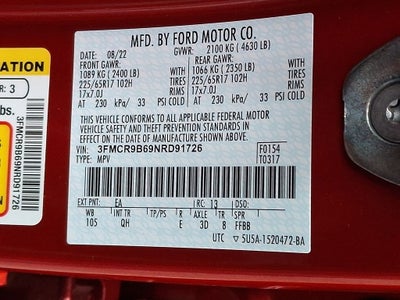 MFD. BY FORD MOTOR CO.
DATE: 08/22 GVWR: 2100 KG (4630 LB)
FRONT GAWR: REAR GAWR:
1089 KG (2400 LB) WITH 1066 KG (2350 LB) WITH
225/65R17 102H TIRES 225/65R17 102H TIRES
17x7.0J RIMS 17x7.0J RIMS
AT 230 kPa/ 33 PSI COLD AT 230 kPa/ 33 PSI COLD
THIS VEHICLE CONFORMS TO ALL APPLICABLE FEDERAL MOTOR
VEHICLE SAFETY AND THEFT PREVENTION STANDARDS IN
EFFECT ON THE DATE OF MANUFACTURE SHOWN ABOVE.
VIN: 3FMCR9B69NRD91726 F0154
TYPE: MPV T0317
EXT PNT: EA RC: 13 DSO:
WB INT TR TP/PS R AXLE TR SPR
105 QH E 3D 8 FFBB
UTC 5U5A-1520472-BA
ATION
R: 3
bs.
3FMCR9B69NRD91726